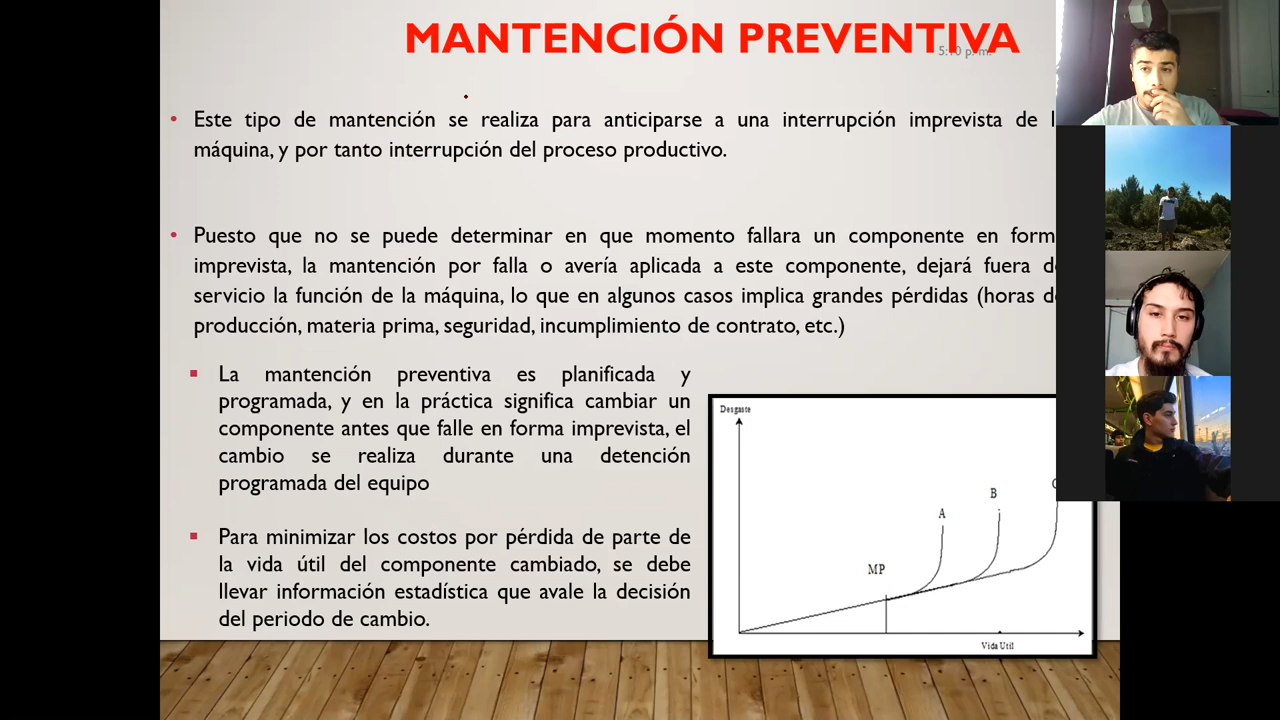 MANTENCIÓN PREVENTIVA
Este tipo de mantención se realiza para anticiparse a una interrupción imprevista de
máquina, y por tanto interrupción del proceso productivo.
Puesto que no se puede determinar en que momento fallara un componente en form
imprevista, la mantención por falla o avería aplicada a este componente, dejará fuera d
servicio la función de la máquina, lo que en algunos casos implica grandes pérdidas (horas d
producción, materia prima, seguridad, incumplimiento de contrato, etc.)
La mantención preventiva es planificada y
programada, y en la práctica significa cambiar un
componente antes que falle en forma imprevista, el
cambio se realiza durante una detención
programada del equipo
Para minimizar los costos por pérdida de parte de
la vida útil del componente cambiado, se debe
llevar información estadística que avale la decisión
del periodo de cambio.
Desgaste
B
A
MP
Vida Util